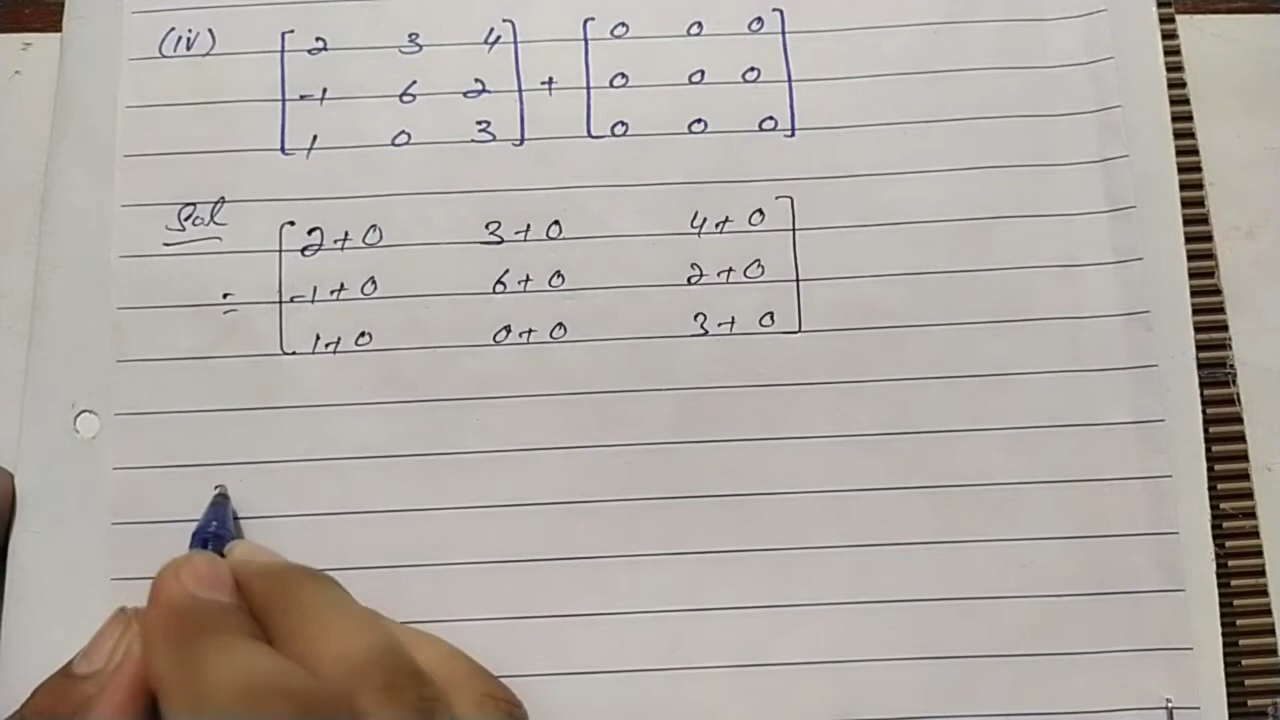 (iv) [2 3 4] + [0 0 0]
[-1 6 2] [0 0 0]
[1 0 3] [0 0 0]
Sol
= [2+0 3+0 4+0]
[-1+0 6+0 2+0]
[1+0 0+0 3+0]